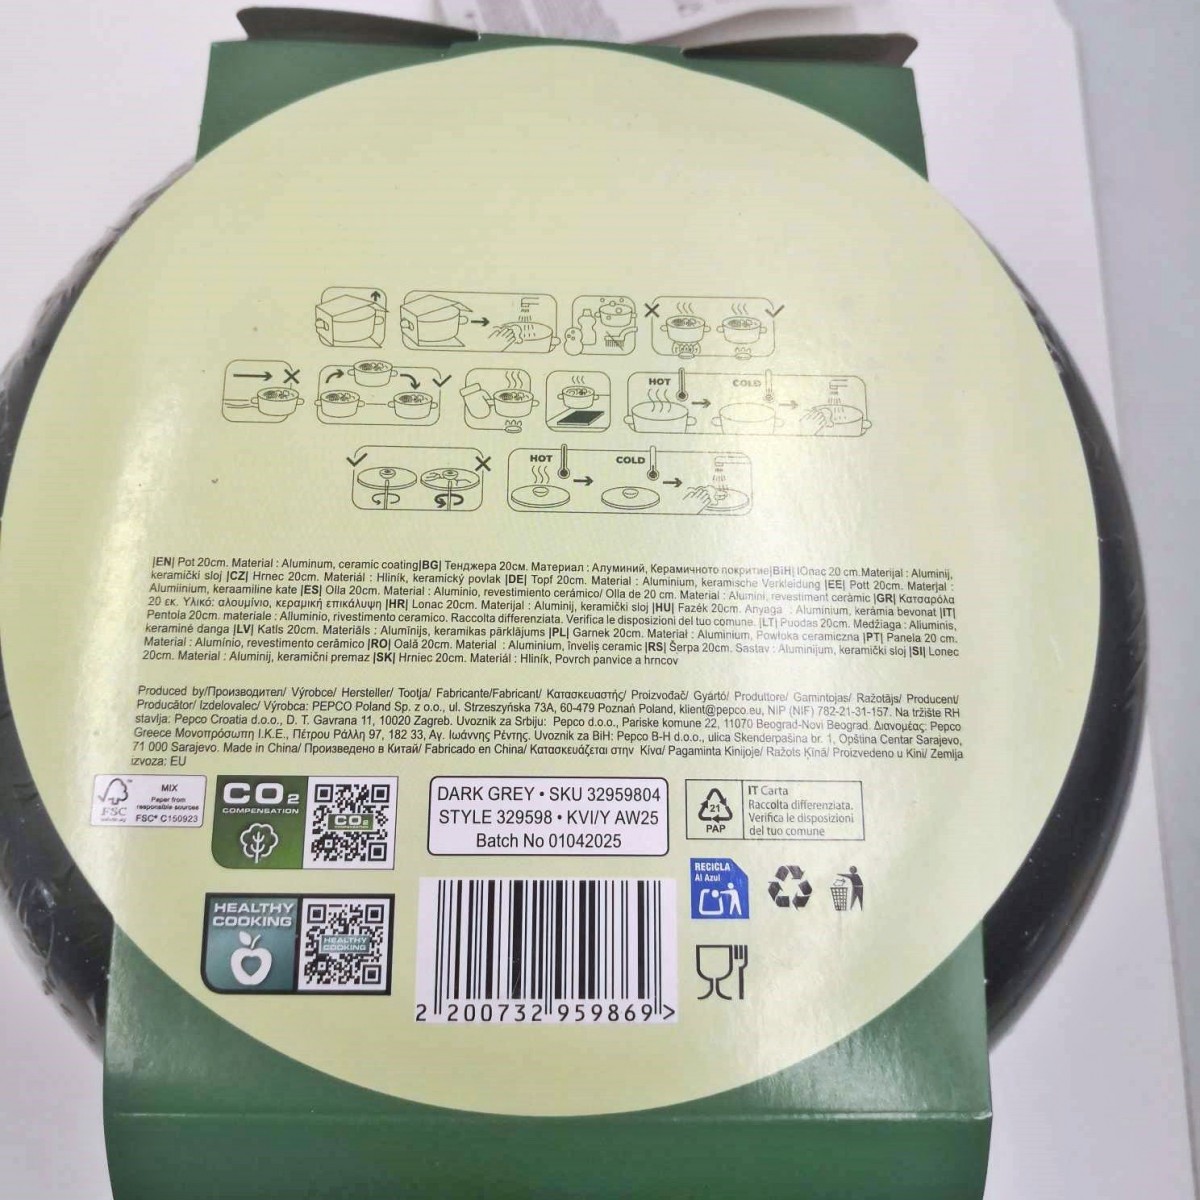 HOT COLD
HOT COLD
|EN| Pot 20cm. Material : Aluminum, ceramic coating|BG| Тенджера 20см. Материал : Алуминий, Керамичното покритие|BiH| lОпас 20 cm.Materijal : Aluminij,
keramički sloj |CZ| Hrnec 20cm. Materiál : Hliník, keramický povlak |DE| Topf 20cm. Material : Aluminium, keramische Verkleidung |EE| Pott 20cm. Materjal :
Alumiinium, keraamiline kate |ES| Olla 20cm. Material : Aluminio, revestimiento cerámico/ Olla de 20 cm. Material : Alumini, revestiment ceràmic |GR| Κατσαρόλα
20 εκ. Υλικό: αλουμίνιο, κεραμική επικάλυψη |HR| Lonac 20cm. Materijal : Aluminij, keramički sloj |HU| Fazék 20cm. Anyaga : Aluminium, kerámia bevonat |IT|
Pentola 20cm. materiale : Alluminio, rivestimento ceramico. Raccolta differenziata. Verifica le disposizioni del tuo comune. |LT| Puodas 20cm. Medžiaga : Aliuminis,
keraminė danga |LV| Katls 20cm. Materiāls : Alumīnijs, keramikas pārklājums |PL| Garnek 20cm. Materiał : Aluminium, Powłoka ceramiczna |PT| Panela 20 cm.
Material : Alumínio, revestimento cerâmico |RO| Oală 20cm. Material : Aluminium, înveliș ceramic |RS| Šerpa 20cm. Sastav : Aluminijum, keramički sloj |SI| Lonec
20cm. Material : Aluminij, keramični premaz |SK| Hrniec 20cm. Materiál : Hliník, Povrch panvice a hrncov
Produced by/Производител/ Výrobce/ Hersteller/ Tootja/ Fabricante/Fabricant/ Κατασκευαστής/ Proizvođač/ Gyártó/ Produttore/ Gamintojas/ Ražotājs/ Producent/
Producător/ Izdelovalec/ Výrobca: PEPCO Poland Sp. z o.o., ul. Strzeszyńska 73A, 60-479 Poznań Poland, klient@pepco.eu, NIP (NIF) 782-21-31-157. Na tržište RH
stavlja: Pepco Croatia d.o.o., D. T. Gavrana 11, 10020 Zagreb. Uvoznik za Srbiju: Pepco d.o.o., Pariske komune 22, 11070 Beograd-Novi Beograd. Διανομέας: Pepco
Greece Μονοπρόσωπη Ι.Κ.Ε., Πέτρου Ράλλη 97, 182 33, Αγ. Ιωάννης Ρέντης. Uvoznik za BiH: Pepco B-H d.o.o., ulica Skenderpašina br. 1, Opština Centar Sarajevo,
71 000 Sarajevo. Made in China/ Произведено в Китай/ Fabricado en China/ Κατασκευάζεται στην Κίνα/ Pagaminta Kinijoje/ Ražots Ķīnā/ Proizvedeno u Kini/ Zemlja
izvoza: EU
FSC
MIX
Paper from
responsible sources
FSC® C150923
CO2
COMPENSATION
CO2
COMPENSATION
DARK GREY • SKU 32959804
STYLE 329598 • KVI/Y AW25
Batch No 01042025
21
PAP
IT Carta
Raccolta differenziata.
Verifica le disposizioni
del tuo comune
RECICLA
Al Azul
HEALTHY
COOKING
HEALTHY
COOKING
2 200732 959869 >